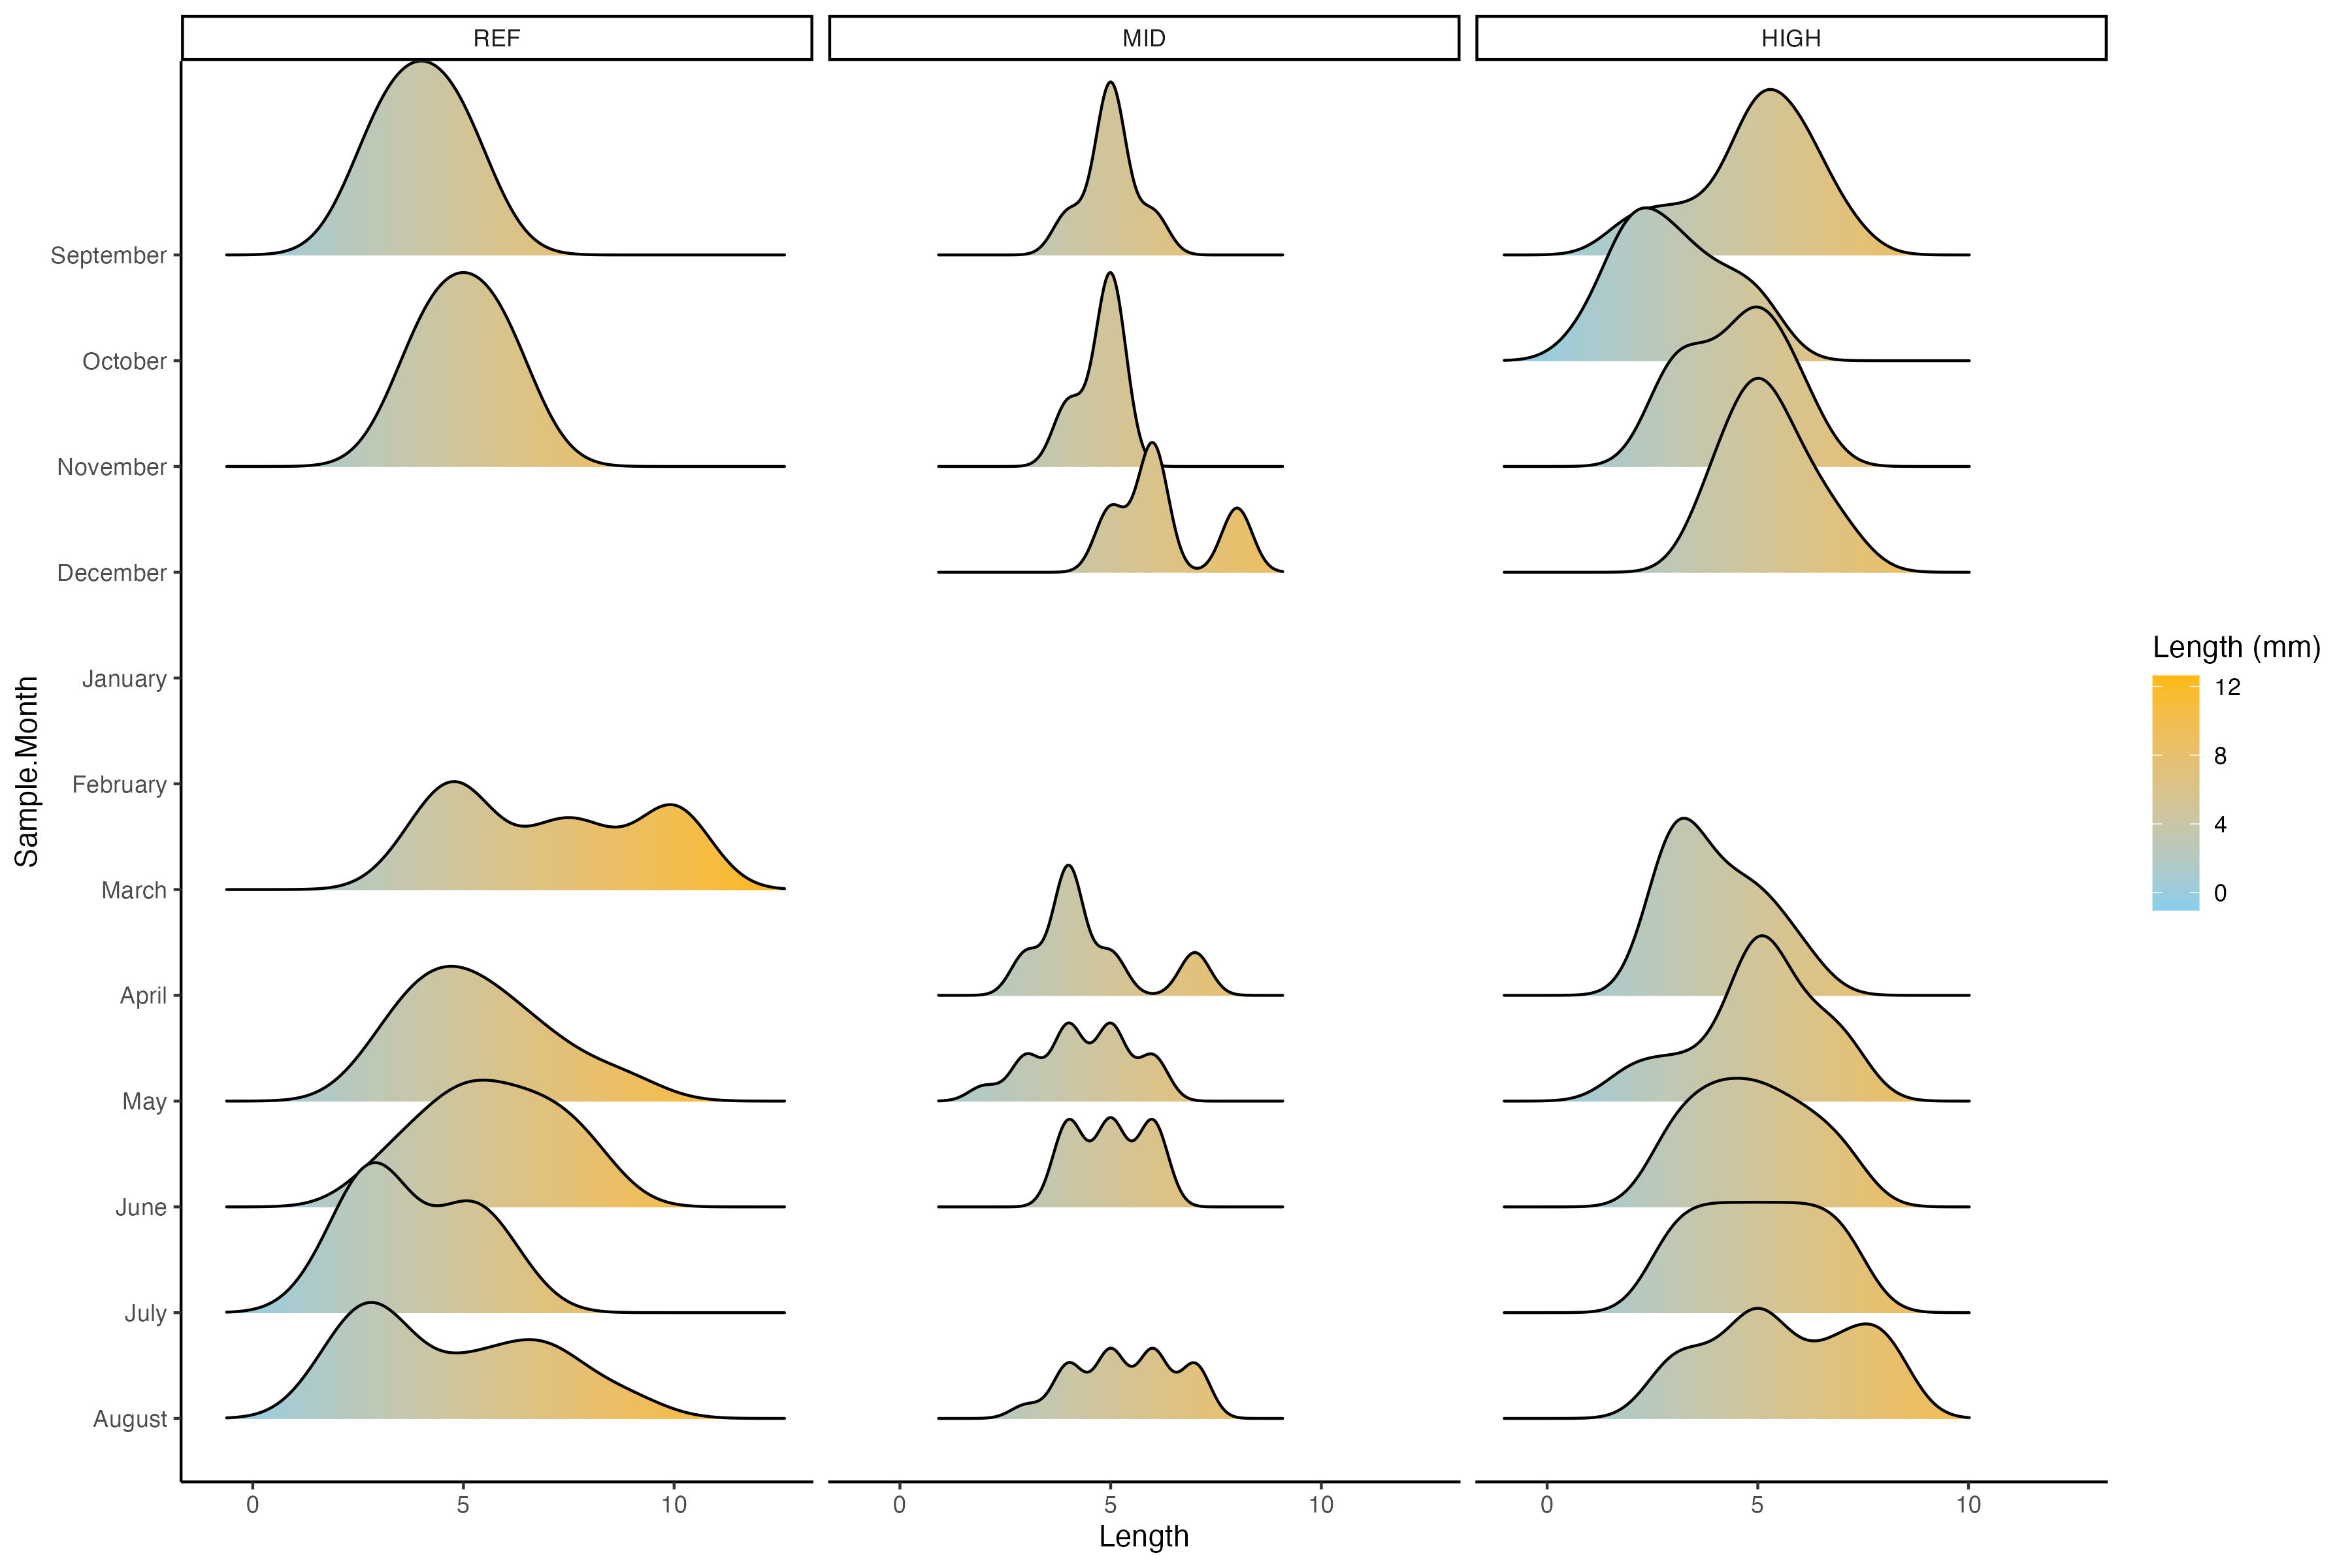 REF
MID
HIGH
September
October
November
December
January
February
March
April
May
June
July
August
Sample.Month
0 5 10
0 5 10
0 5 10
Length
Length (mm)
12
8
4
0